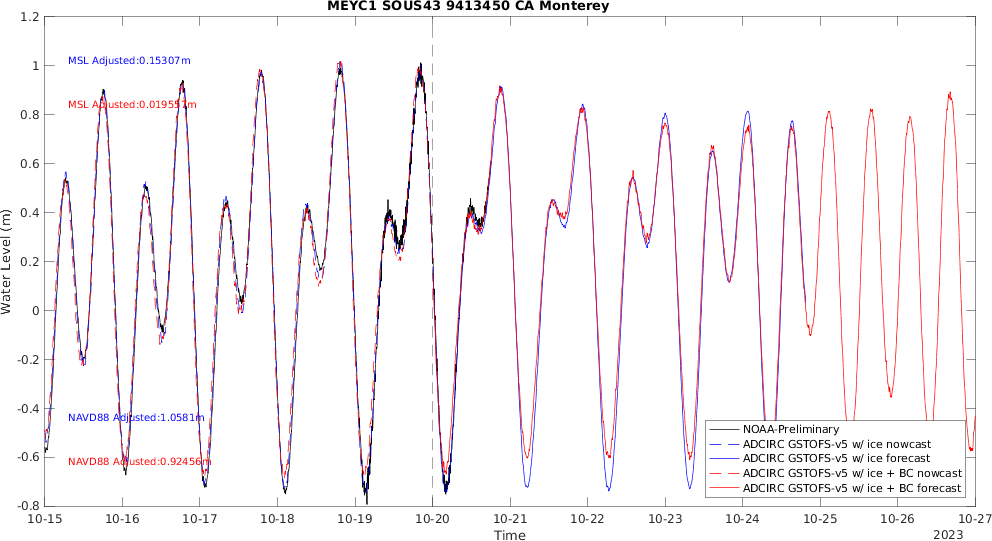 MEYC1 SOUS43 9413450 CA Monterey
1.2
1
0.8
0.6
0.4
0.2
0
-0.2
-0.4
-0.6
-0.8
Water Level (m)
MSL Adjusted:0.15307m
MSL Adjusted:0.019557m
NAVD88 Adjusted:1.0581m
NAVD88 Adjusted:0.92456m
NOAA-Preliminary
ADCIRC GSTOFS-v5 w/ ice nowcast
ADCIRC GSTOFS-v5 w/ ice forecast
ADCIRC GSTOFS-v5 w/ ice + BC nowcast
ADCIRC GSTOFS-v5 w/ ice + BC forecast
10-15 10-16 10-17 10-18 10-19 10-20 10-21 10-22 10-23 10-24 10-25 10-26 10-27
Time
2023